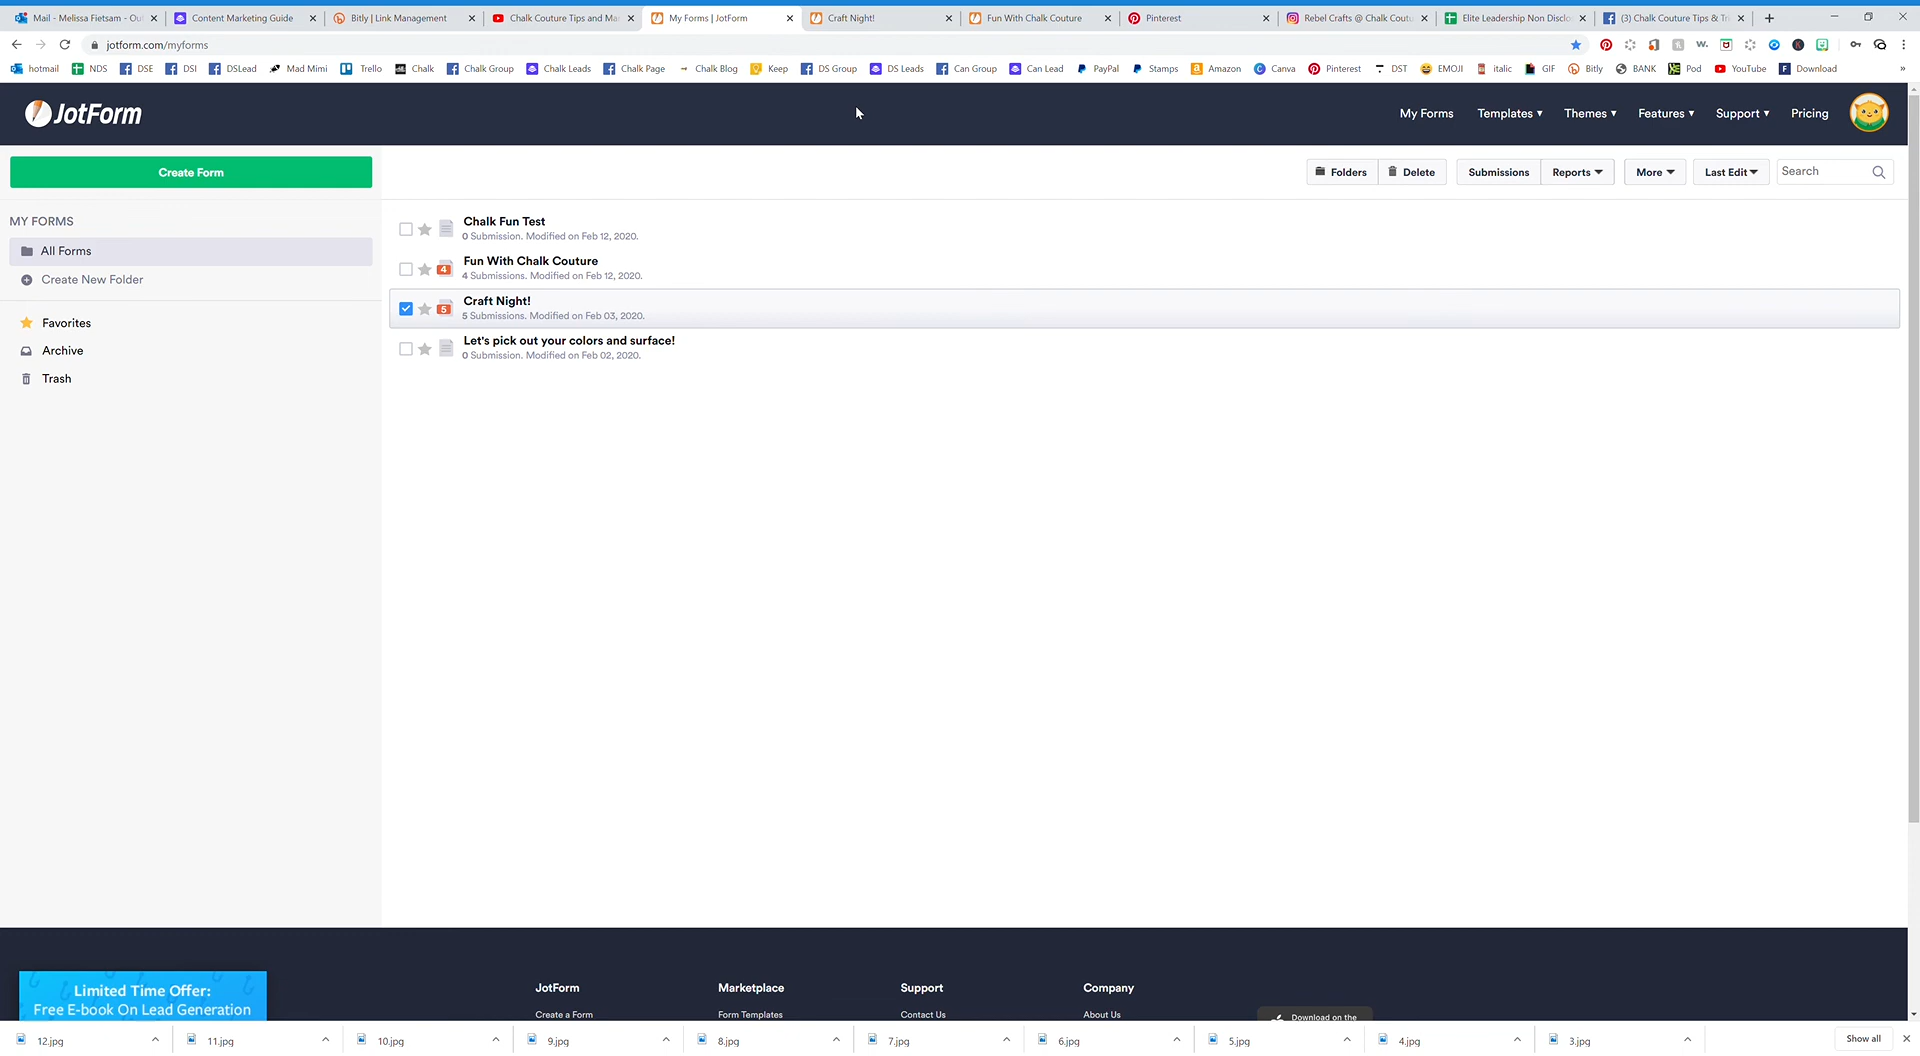 Mail - Melissa Fietsam - Ou
Content Marketing Guide
Bitly | Link Management
Chalk Couture Tips and Ma
My Forms | JotForm
Craft Night!
Fun With Chalk Couture
Pinterest
Rebel Crafts @ Chalk Coutu
Elite Leadership Non Disclo
(3) Chalk Couture Tips & Tri
jotform.com/myforms
hotmail NDS DSE DSI DSLead Mad Mimi Trello Chalk Chalk Group Chalk Leads Chalk Page Chalk Blog Keep DS Group DS Leads Can Group Can Lead PayPal Stamps Amazon Canva Pinterest DST EMOJI italic GIF Bitly BANK Pod YouTube Download »
JotForm
My Forms Templates Themes Features Support Pricing
Create Form
Folders Delete Submissions Reports More Last Edit Search
MY FORMS
All Forms
Create New Folder
Favorites
Archive
Trash
Chalk Fun Test
0 Submission. Modified on Feb 12, 2020.
4
Fun With Chalk Couture
4 Submissions. Modified on Feb 12, 2020.
5
Craft Night!
5 Submissions. Modified on Feb 03, 2020.
Let's pick out your colors and surface!
0 Submission. Modified on Feb 02, 2020.
Limited Time Offer:
Free E-book On Lead Generation
JotForm Marketplace Support Company
Create a Form Form Templates Contact Us About Us
Download on the
12.jpg 11.jpg 10.jpg 9.jpg 8.jpg 7.jpg 6.jpg 5.jpg 4.jpg 3.jpg Show all